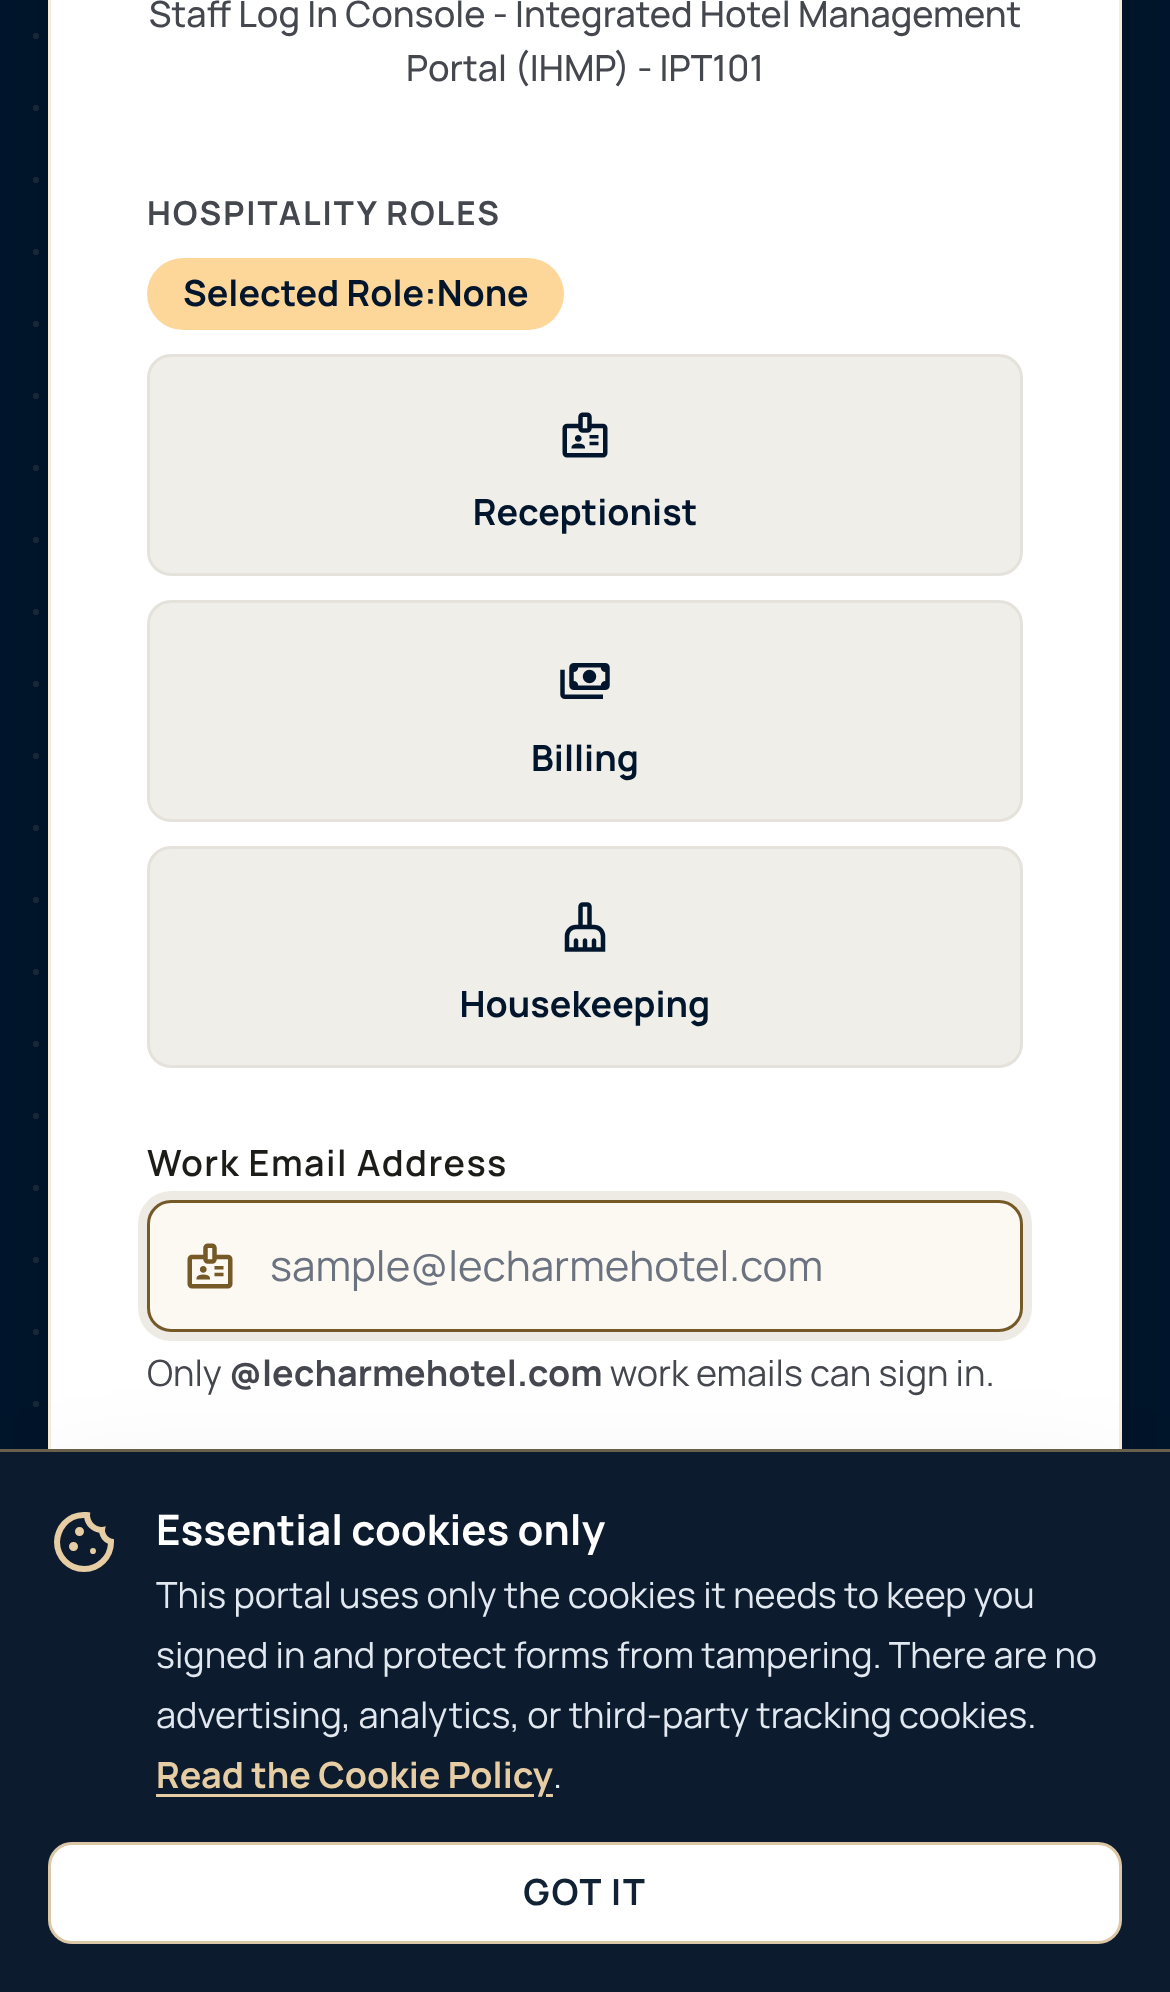 Staff Log In Console - Integrated Hotel Management
Portal (IHMP) - IPT101
HOSPITALITY ROLES
Selected Role:None
Receptionist
Billing
Housekeeping
Work Email Address
sample@lecharmehotel.com
Only @lecharmehotel.com work emails can sign in.
Essential cookies only
This portal uses only the cookies it needs to keep you
signed in and protect forms from tampering. There are no
advertising, analytics, or third-party tracking cookies.
Read the Cookie Policy.
GOT IT